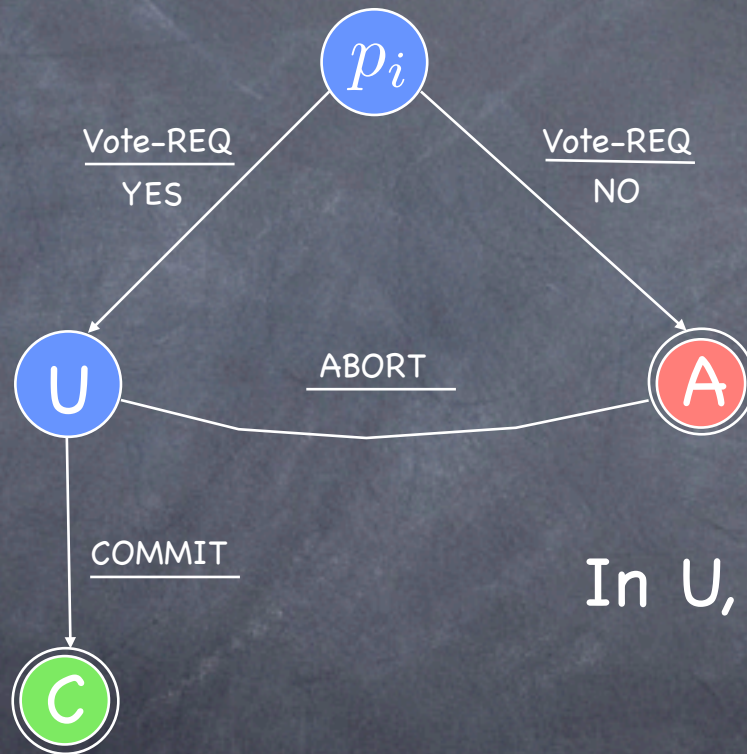 pᵢ
Vote-REQ
YES
Vote-REQ
NO
U
ABORT
A
COMMIT
In U,
C